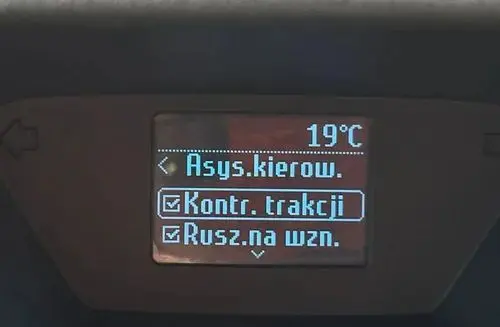 19°C
Asys.kierow.
Kontr. trakcji
Rusz.na wzn.